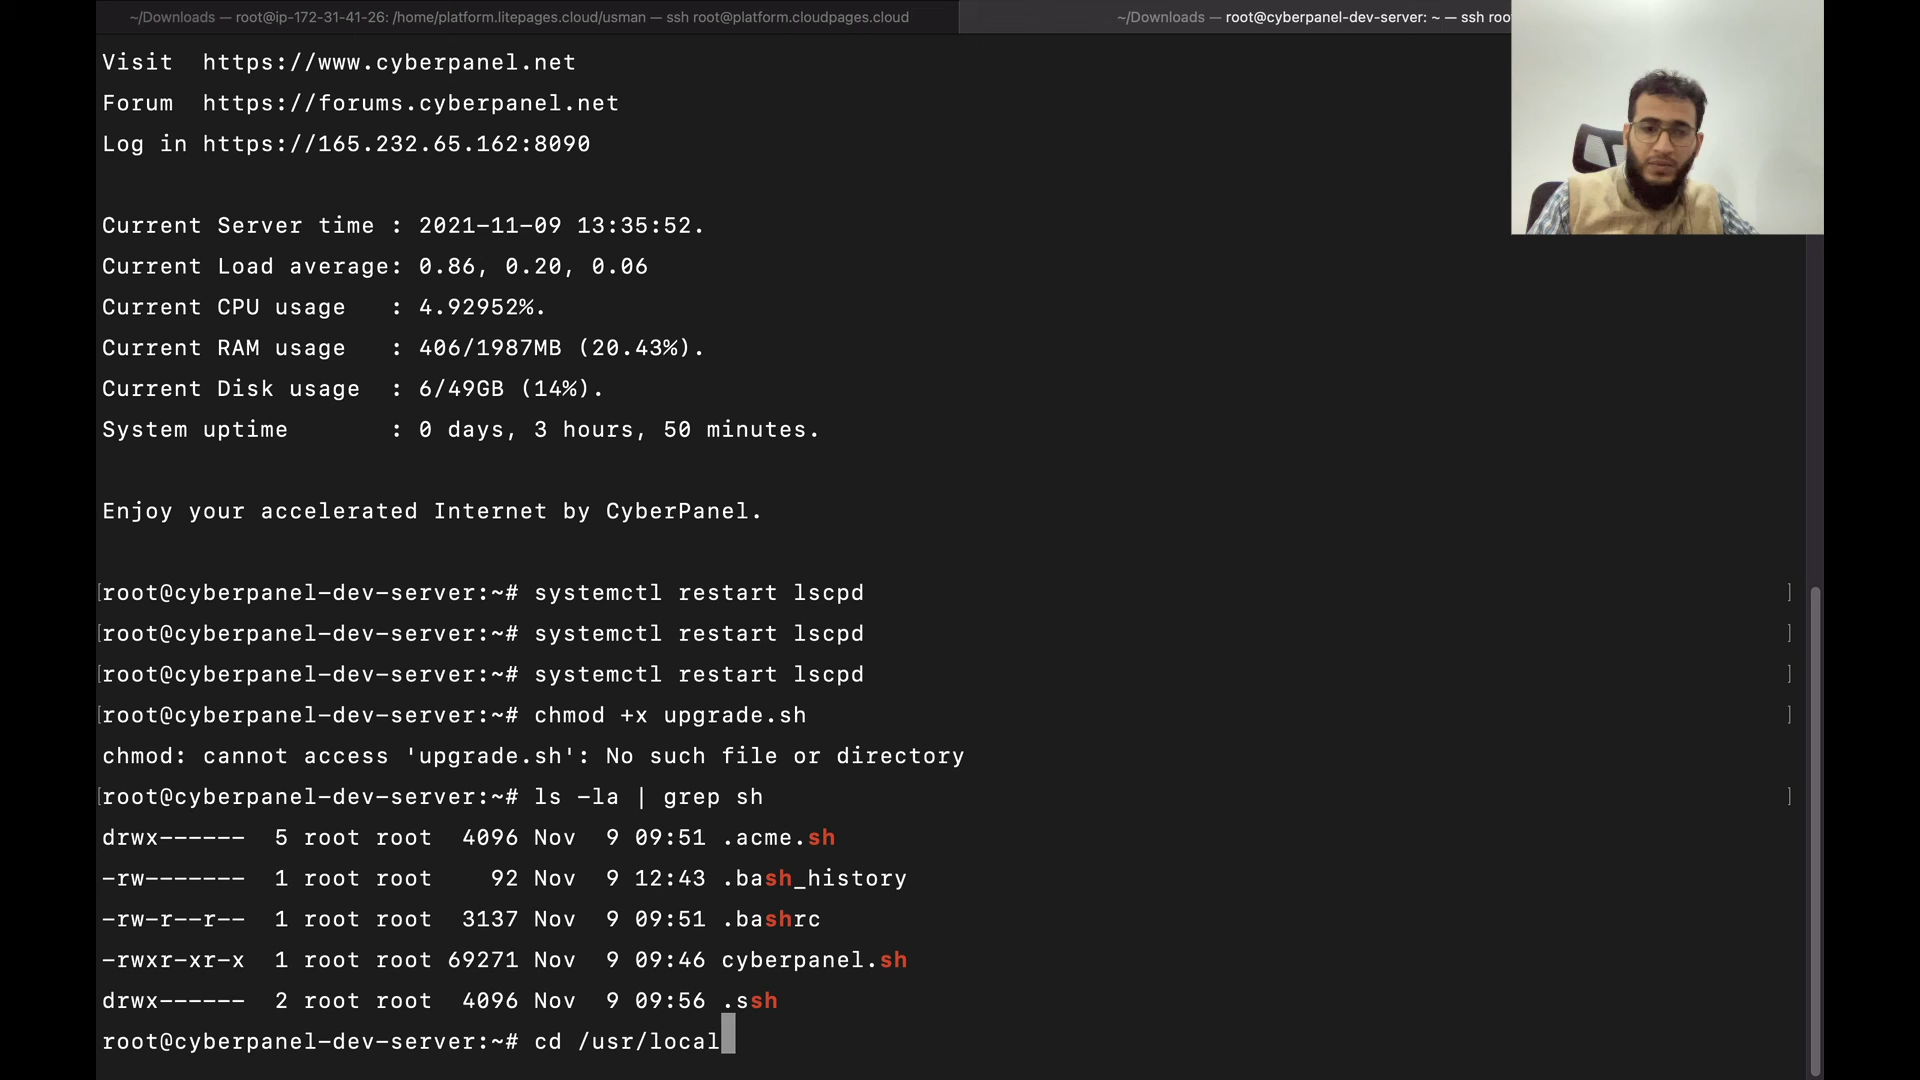 ~/Downloads — root@ip-172-31-41-26: /home/platform.litepages.cloud/usman — ssh root@platform.cloudpages.cloud
~/Downloads — root@cyberpanel-dev-server: ~ — ssh roo
Visit  https://www.cyberpanel.net
Forum  https://forums.cyberpanel.net
Log in https://165.232.65.162:8090
Current Server time : 2021-11-09 13:35:52.
Current Load average: 0.86, 0.20, 0.06
Current CPU usage   : 4.92952%.
Current RAM usage   : 406/1987MB (20.43%).
Current Disk usage  : 6/49GB (14%).
System uptime       : 0 days, 3 hours, 50 minutes.
Enjoy your accelerated Internet by CyberPanel.
[root@cyberpanel-dev-server:~# systemctl restart lscpd ]
[root@cyberpanel-dev-server:~# systemctl restart lscpd ]
[root@cyberpanel-dev-server:~# systemctl restart lscpd ]
[root@cyberpanel-dev-server:~# chmod +x upgrade.sh ]
chmod: cannot access 'upgrade.sh': No such file or directory
[root@cyberpanel-dev-server:~# ls -la | grep sh ]
drwx------  5 root root  4096 Nov  9 09:51 .acme.sh
-rw-------  1 root root    92 Nov  9 12:43 .bash_history
-rw-r--r--  1 root root  3137 Nov  9 09:51 .bashrc
-rwxr-xr-x  1 root root 69271 Nov  9 09:46 cyberpanel.sh
drwx------  2 root root  4096 Nov  9 09:56 .ssh
root@cyberpanel-dev-server:~# cd /usr/local